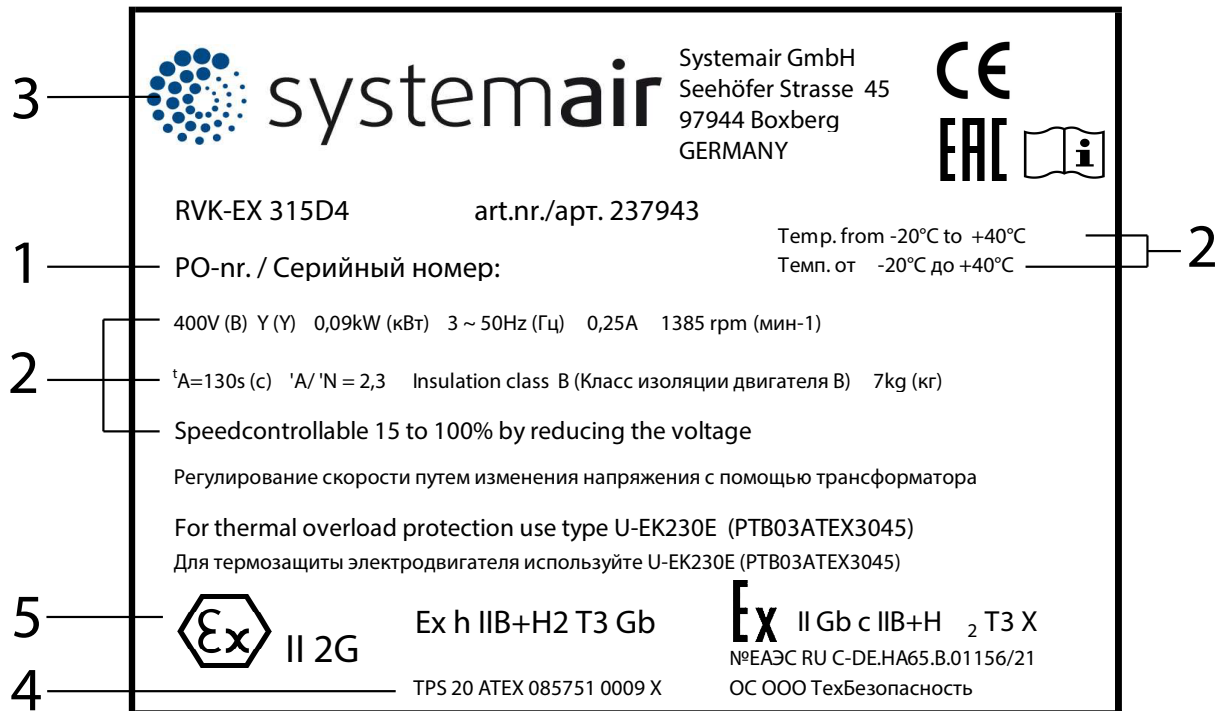 3
systemair
Systemair GmbH
Seehöfer Strasse 45
97944 Boxberg
GERMANY
CE
EAC
i
RVK-EX 315D4 art.nr./арт. 237943
Temp. from -20°C to +40°C
Темп. от -20°C до +40°C
2
1
PO-nr. / Серийный номер:
2
400V (В) Y (Y) 0,09kW (кВт) 3 ~ 50Hz (Гц) 0,25A 1385 rpm (мин-1)
tA=130s (c) 'A/ 'N = 2,3 Insulation class B (Класс изоляции двигателя B) 7kg (кг)
Speedcontrollable 15 to 100% by reducing the voltage
Регулирование скорости путем изменения напряжения с помощью трансформатора
For thermal overload protection use type U-EK230E (PTB03ATEX3045)
Для термозащиты электродвигателя используйте U-EK230E (PTB03ATEX3045)
5
Ex II 2G
Ex h IIB+H2 T3 Gb
Ex II Gb c IIB+H 2 T3 X
№ЕАЭС RU C-DE.HA65.B.01156/21
4
TPS 20 ATEX 085751 0009 X
ОС ООО ТехБезопасность